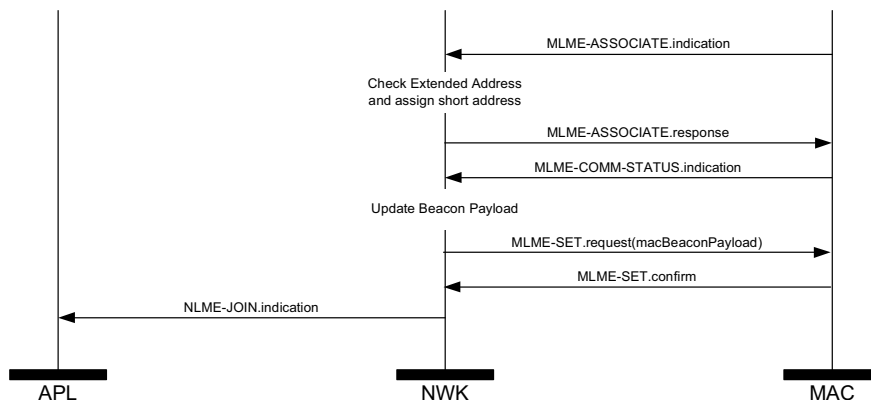 MLME-ASSOCIATE.indication
Check Extended Address
and assign short address
MLME-ASSOCIATE.response
MLME-COMM-STATUS.indication
Update Beacon Payload
MLME-SET.request(macBeaconPayload)
MLME-SET.confirm
NLME-JOIN.indication
APL
NWK
MAC